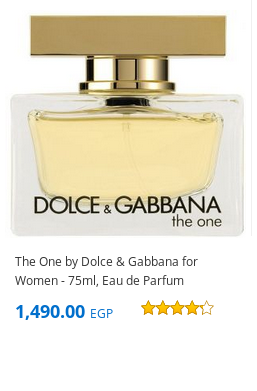 DOLCE & GABBANA
the one
The One by Dolce & Gabbana for
Women - 75ml, Eau de Parfum
1,490.00 EGP